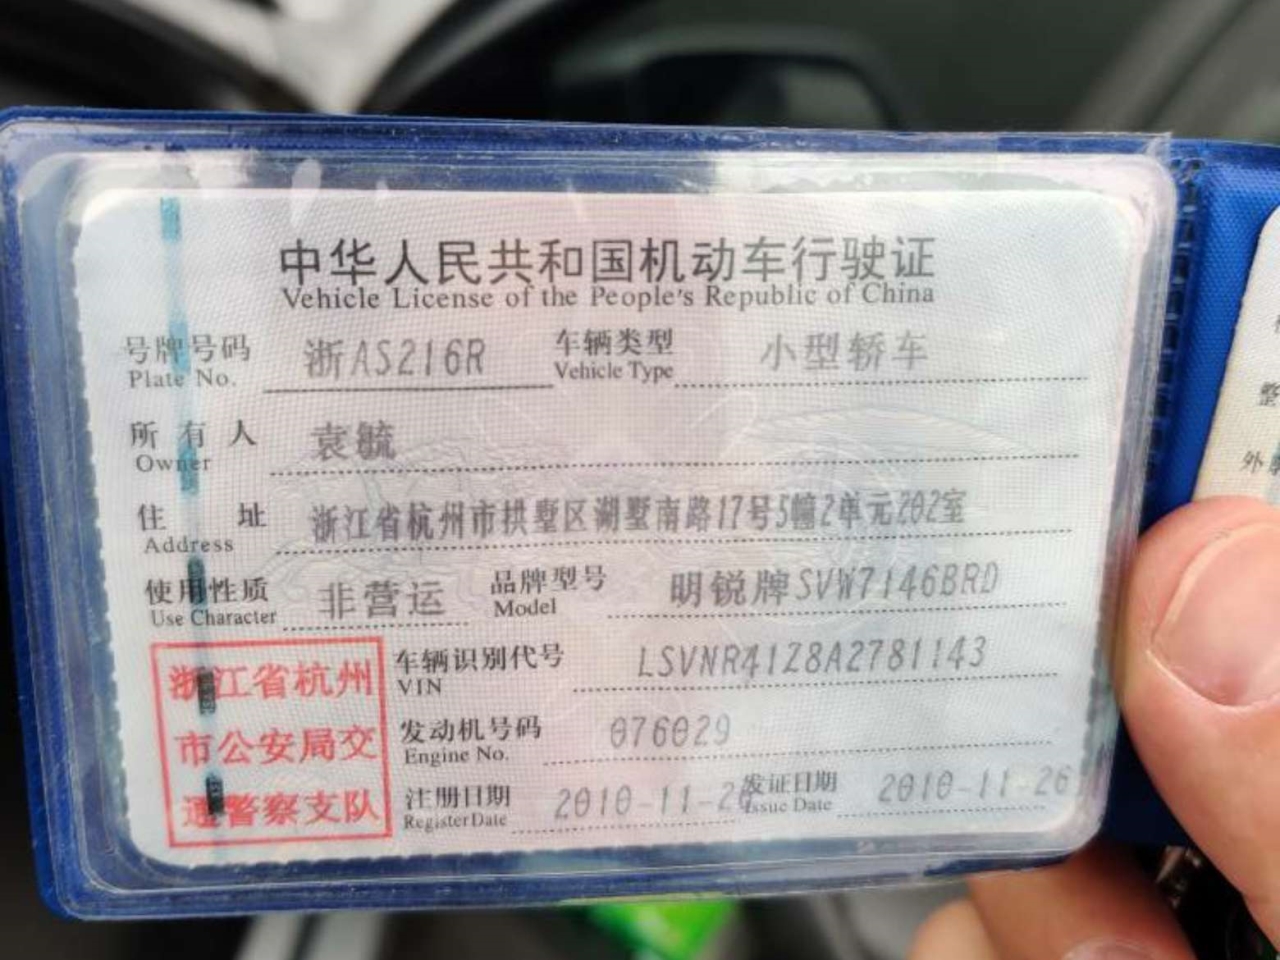 中华人民共和国机动车行驶证
Vehicle License of the People's Republic of China
号牌号码 浙AS216R 车辆类型 小型轿车
Plate No. Vehicle Type
所有人 袁毓
Owner
住址 浙江省杭州市拱墅区湖墅南路17号5幢2单元202室
Address
使用性质 非营运 品牌型号 明锐牌SVW7146BRD
Use Character Model
浙江省杭州
市公安局交
通警察支队
车辆识别代号 LSVNR41Z8A2781143
VIN
发动机号码 076029
Engine No.
注册日期 2010-11-26 发证日期 2010-11-26
Register Date Issue Date
整
外